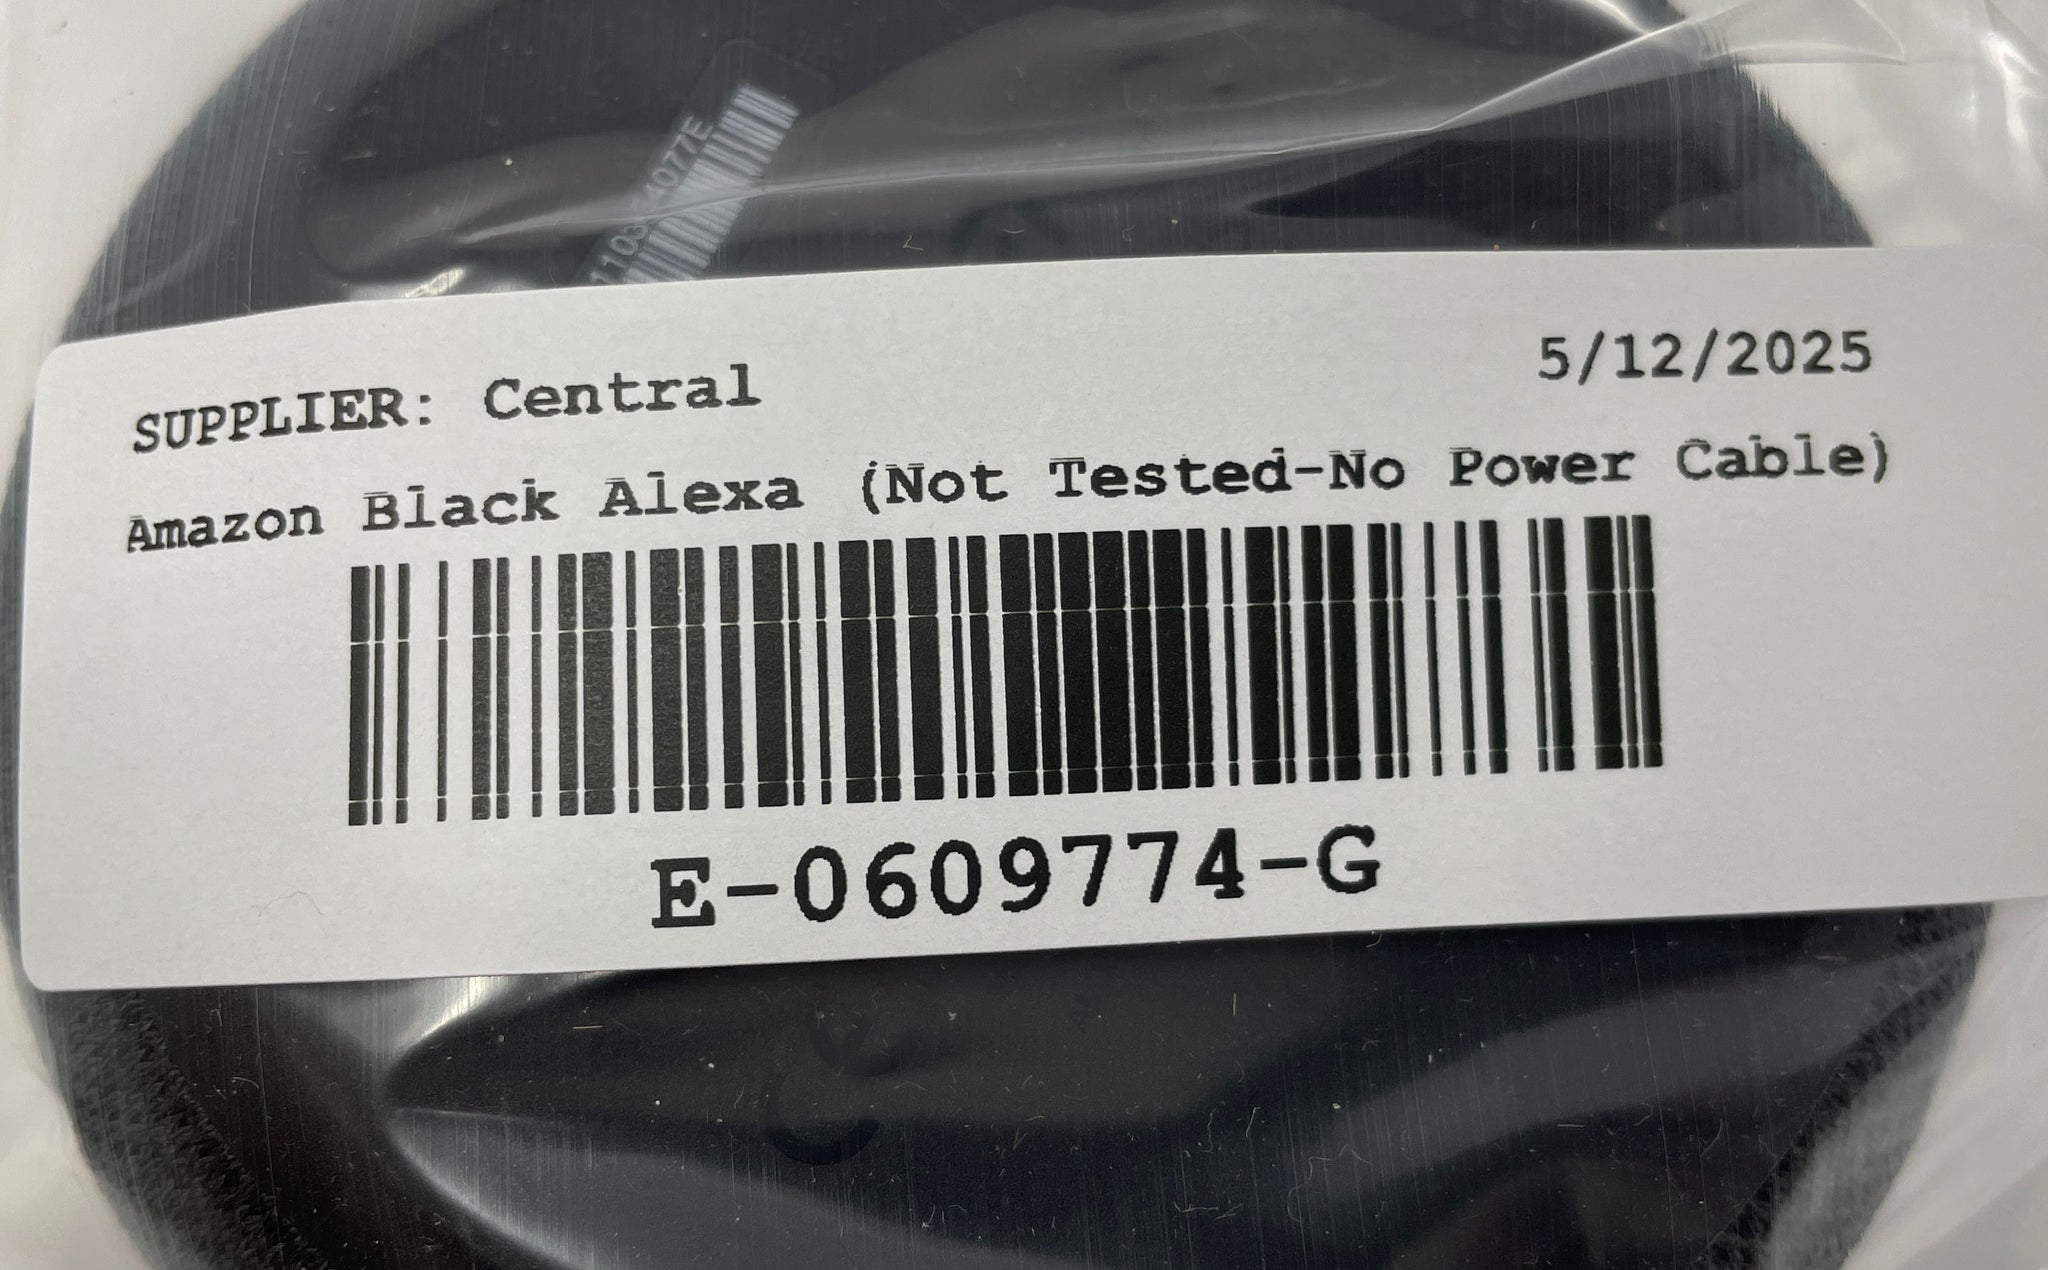 SUPPLIER: Central
5/12/2025
Amazon Black Alexa (Not Tested-No Power Cable)
E-0609774-G